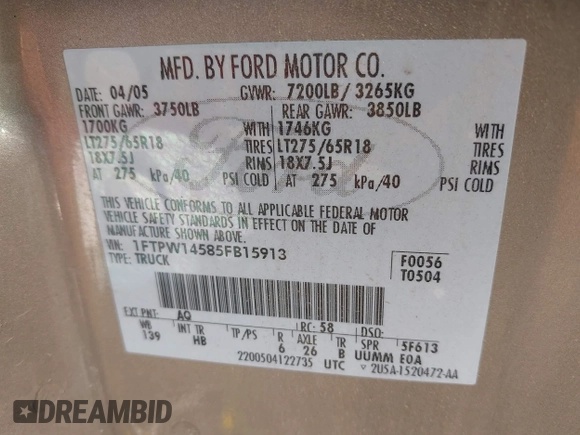 MFD. BY FORD MOTOR CO.
DATE: 04/05 GVWR: 7200LB/ 3265KG
FRONT GAWR: 3750LB REAR GAWR: 3850LB
1700KG WITH 1746KG WITH
LT275/65R18 TIRES LT275/65R18 TIRES
18X7.5J RIMS 18X7.5J RIMS
AT 275 kPa/40 PSI COLD AT 275 kPa/40 PSI COLD
THIS VEHICLE CONFORMS TO ALL APPLICABLE FEDERAL MOTOR
VEHICLE SAFETY STANDARDS IN EFFECT ON THE DATE OF
MANUFACTURE SHOWN ABOVE.
VIN: 1FTPW14585FB15913 F0056
TYPE: TRUCK T0504
EXT PNT: AQ RC: 58 DSO:
WB INT TR TP/PS R AXLE TR SPR 5F613
139 HB 6 26 B UUMM E0A
2200504122735 UTC ▽ 2U5A-1520472-AA
Ford
DREAMBID